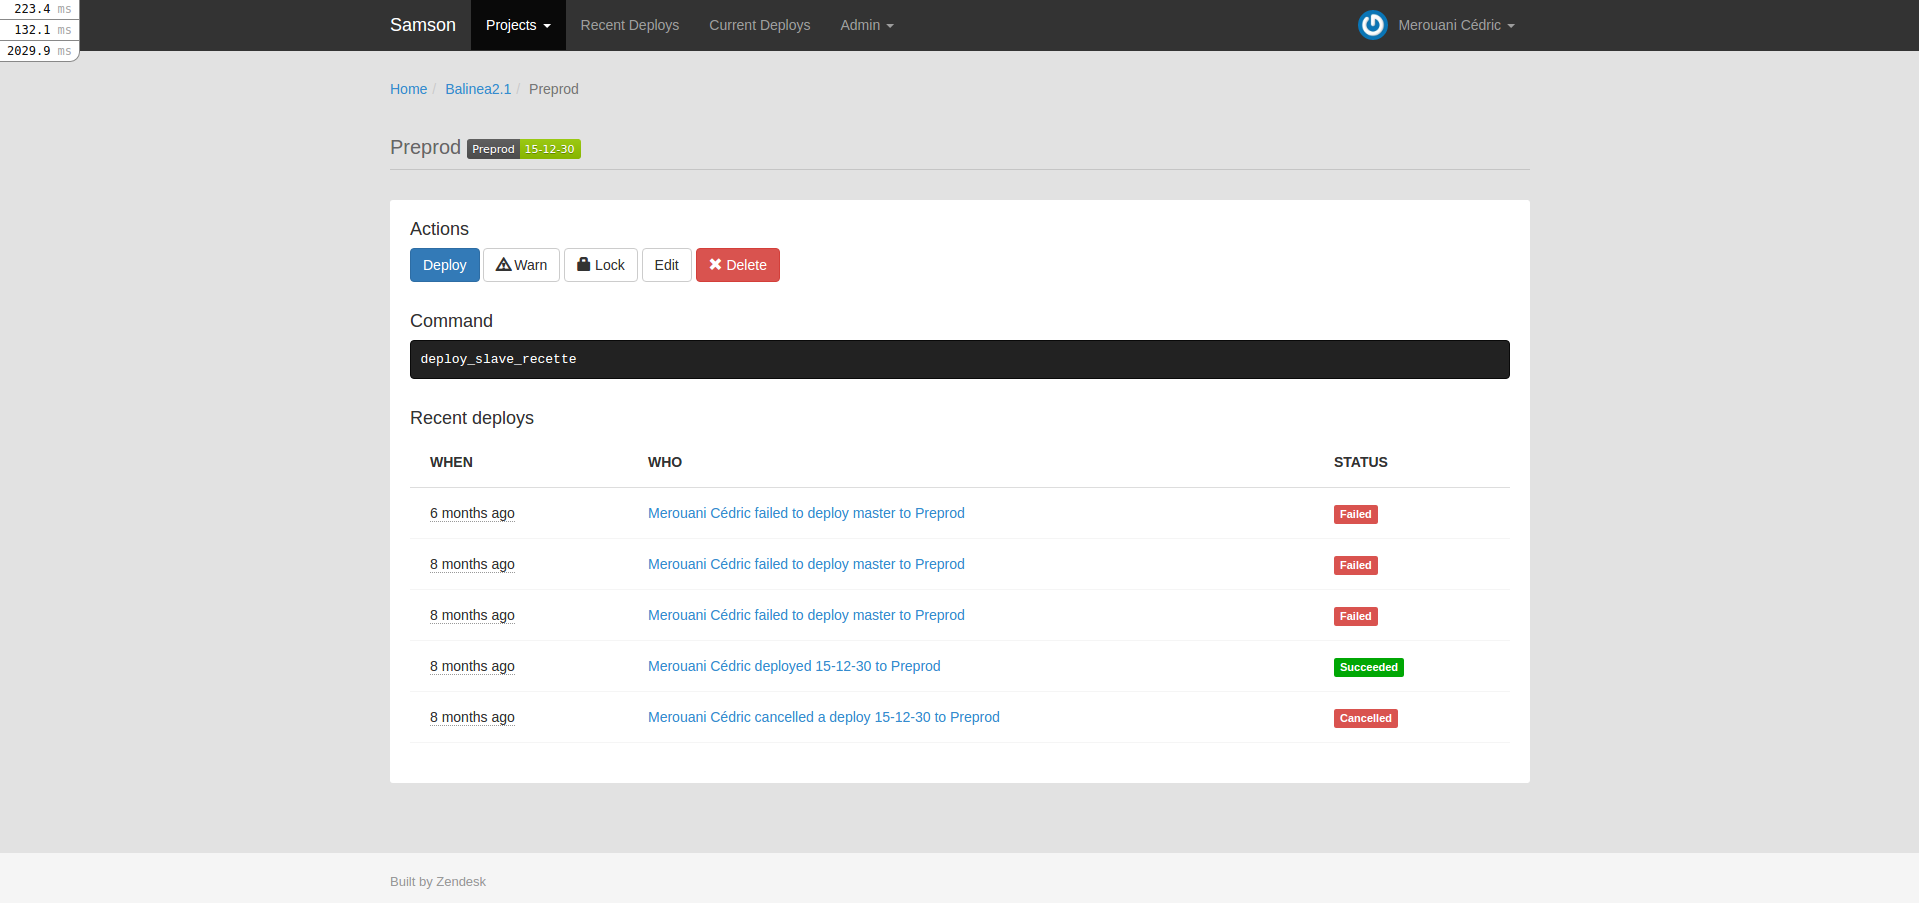 223.4 ms
132.1 ms
2029.9 ms
Samson Projects Recent Deploys Current Deploys Admin Merouani Cédric
Home / Balinea2.1 / Preprod
Preprod Preprod 15-12-30
Actions
Deploy Warn Lock Edit Delete
Command
deploy_slave_recette
Recent deploys
WHEN WHO STATUS
6 months ago Merouani Cédric failed to deploy master to Preprod Failed
8 months ago Merouani Cédric failed to deploy master to Preprod Failed
8 months ago Merouani Cédric failed to deploy master to Preprod Failed
8 months ago Merouani Cédric deployed 15-12-30 to Preprod Succeeded
8 months ago Merouani Cédric cancelled a deploy 15-12-30 to Preprod Cancelled
Built by Zendesk